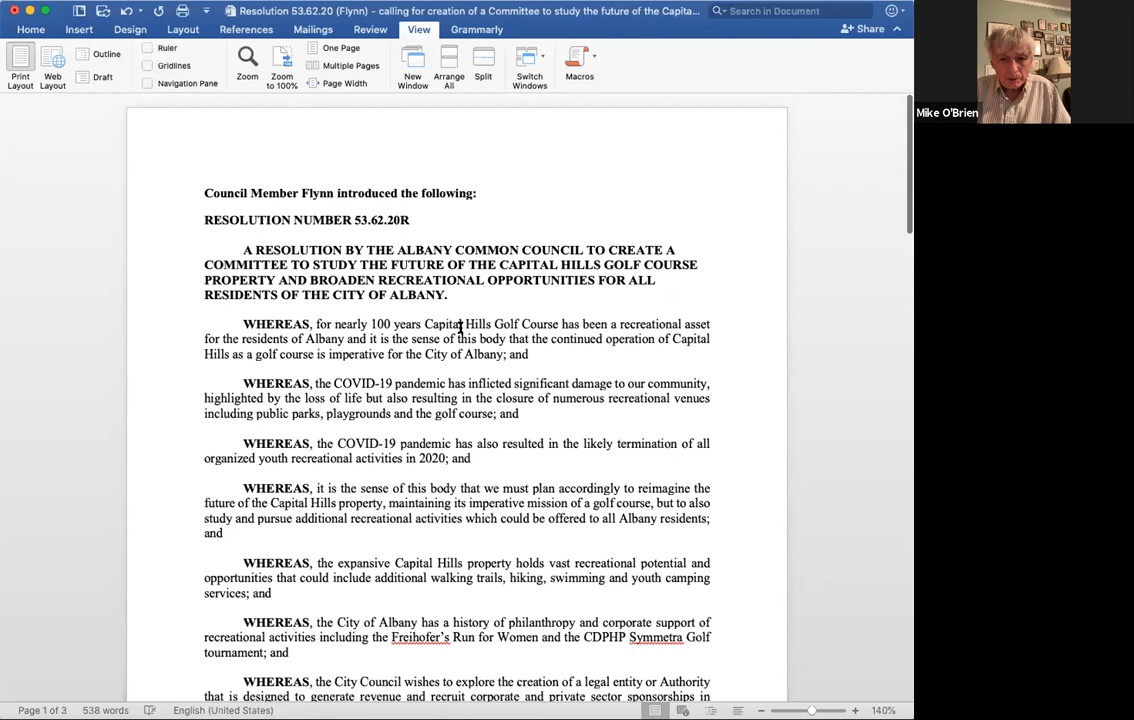 Resolution 53.62.20 (Flynn) - calling for creation of a Committee to study the future of the Capita...
Search in Document
Home Insert Design Layout References Mailings Review View Grammarly
Share
Print Layout
Web Layout
Outline
Draft
Ruler
Gridlines
Navigation Pane
Zoom
Zoom to 100%
One Page
Multiple Pages
Page Width
New Window
Arrange All
Split
Switch Windows
Macros
Mike O'Brien
Council Member Flynn introduced the following:
RESOLUTION NUMBER 53.62.20R
A RESOLUTION BY THE ALBANY COMMON COUNCIL TO CREATE A
COMMITTEE TO STUDY THE FUTURE OF THE CAPITAL HILLS GOLF COURSE
PROPERTY AND BROADEN RECREATIONAL OPPORTUNITIES FOR ALL
RESIDENTS OF THE CITY OF ALBANY.
WHEREAS, for nearly 100 years Capital Hills Golf Course has been a recreational asset
for the residents of Albany and it is the sense of this body that the continued operation of Capital
Hills as a golf course is imperative for the City of Albany; and
WHEREAS, the COVID-19 pandemic has inflicted significant damage to our community,
highlighted by the loss of life but also resulting in the closure of numerous recreational venues
including public parks, playgrounds and the golf course; and
WHEREAS, the COVID-19 pandemic has also resulted in the likely termination of all
organized youth recreational activities in 2020; and
WHEREAS, it is the sense of this body that we must plan accordingly to reimagine the
future of the Capital Hills property, maintaining its imperative mission of a golf course, but to also
study and pursue additional recreational activities which could be offered to all Albany residents;
and
WHEREAS, the expansive Capital Hills property holds vast recreational potential and
opportunities that could include additional walking trails, hiking, swimming and youth camping
services; and
WHEREAS, the City of Albany has a history of philanthropy and corporate support of
recreational activities including the Freihofer's Run for Women and the CDPHP Symmetra Golf
tournament; and
WHEREAS, the City Council wishes to explore the creation of a legal entity or Authority
that is designed to generate revenue and recruit corporate and private sector sponsorships in
Page 1 of 3 538 words English (United States) 140%